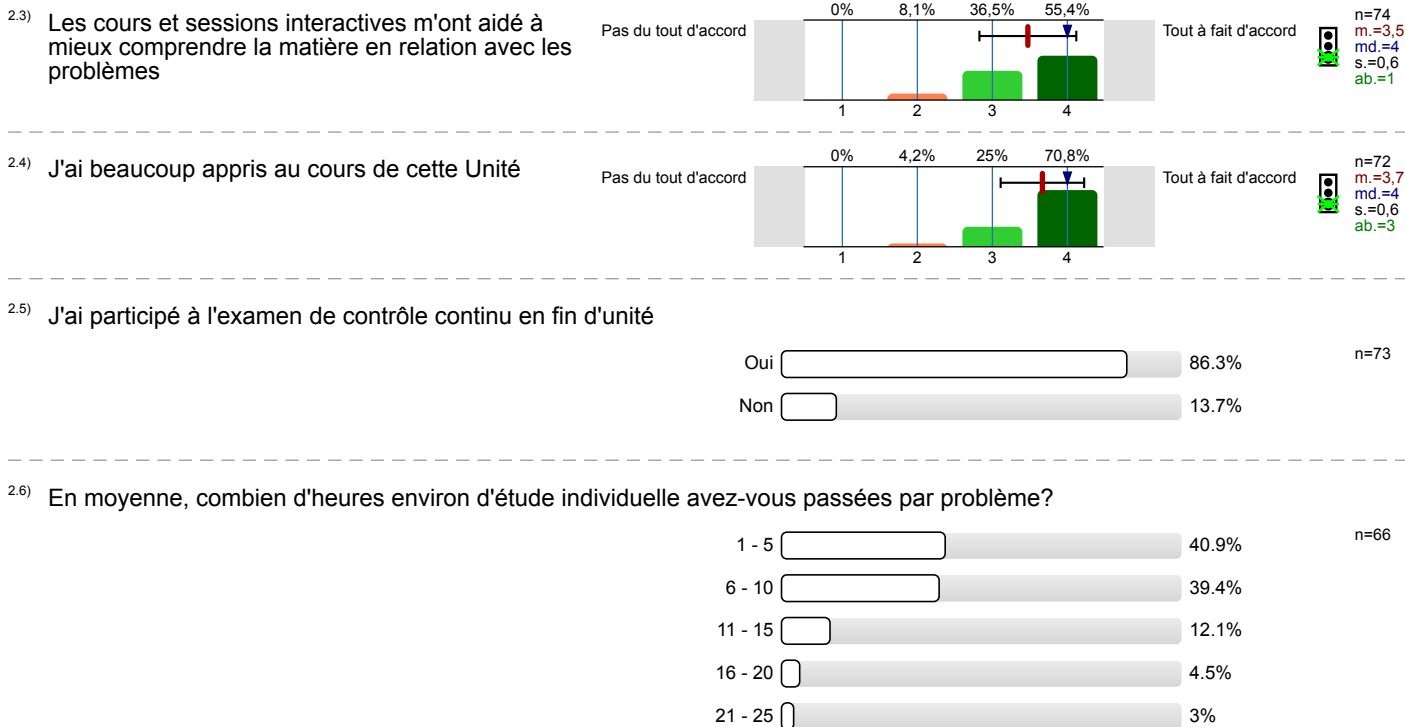 2.3) Les cours et sessions interactives m'ont aidé à
mieux comprendre la matière en relation avec les
problèmes
Pas du tout d'accord
0% 8,1% 36,5% 55,4%
1 2 3 4
Tout à fait d'accord
n=74
m.=3,5
md.=4
s.=0,6
ab.=1
2.4) J'ai beaucoup appris au cours de cette Unité
Pas du tout d'accord
0% 4,2% 25% 70,8%
1 2 3 4
Tout à fait d'accord
n=72
m.=3,7
md.=4
s.=0,6
ab.=3
2.5) J'ai participé à l'examen de contrôle continu en fin d'unité
Oui 86.3% n=73
Non 13.7%
2.6) En moyenne, combien d'heures environ d'étude individuelle avez-vous passées par problème?
1 - 5 40.9% n=66
6 - 10 39.4%
11 - 15 12.1%
16 - 20 4.5%
21 - 25 3%